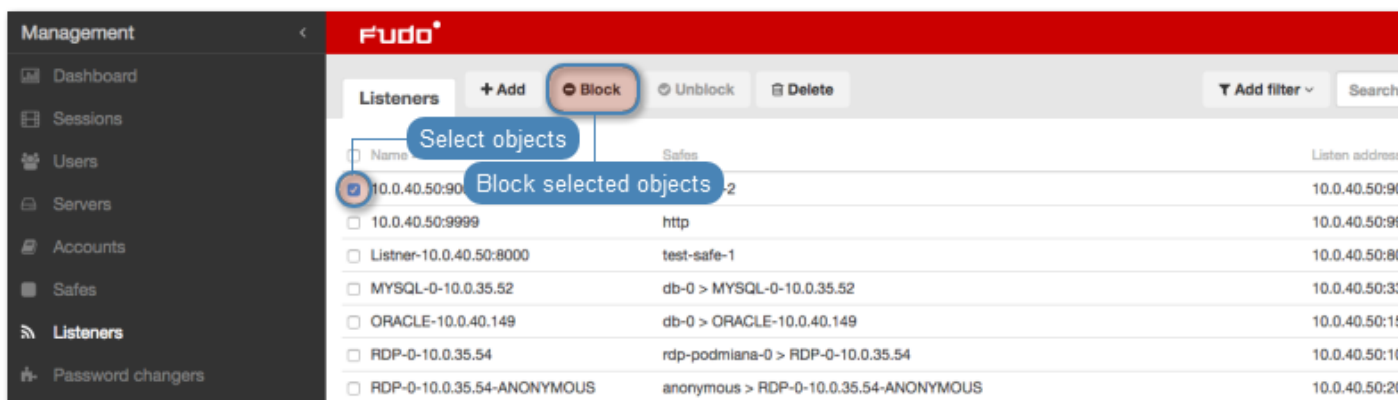 Management
Dashboard
Sessions
Users
Servers
Accounts
Safes
Listeners
Password changers
FUDO
Listeners
+ Add
Block
Unblock
Delete
Add filter
Search
Select objects
Block selected objects
Name Safes Listen address
10.0.40.50:90 -2 10.0.40.50:90
10.0.40.50:9999 http 10.0.40.50:99
Listner-10.0.40.50:8000 test-safe-1 10.0.40.50:80
MYSQL-0-10.0.35.52 db-0 > MYSQL-0-10.0.35.52 10.0.40.50:33
ORACLE-10.0.40.149 db-0 > ORACLE-10.0.40.149 10.0.40.50:15
RDP-0-10.0.35.54 rdp-podmiana-0 > RDP-0-10.0.35.54 10.0.40.50:10
RDP-0-10.0.35.54-ANONYMOUS anonymous > RDP-0-10.0.35.54-ANONYMOUS 10.0.40.50:20